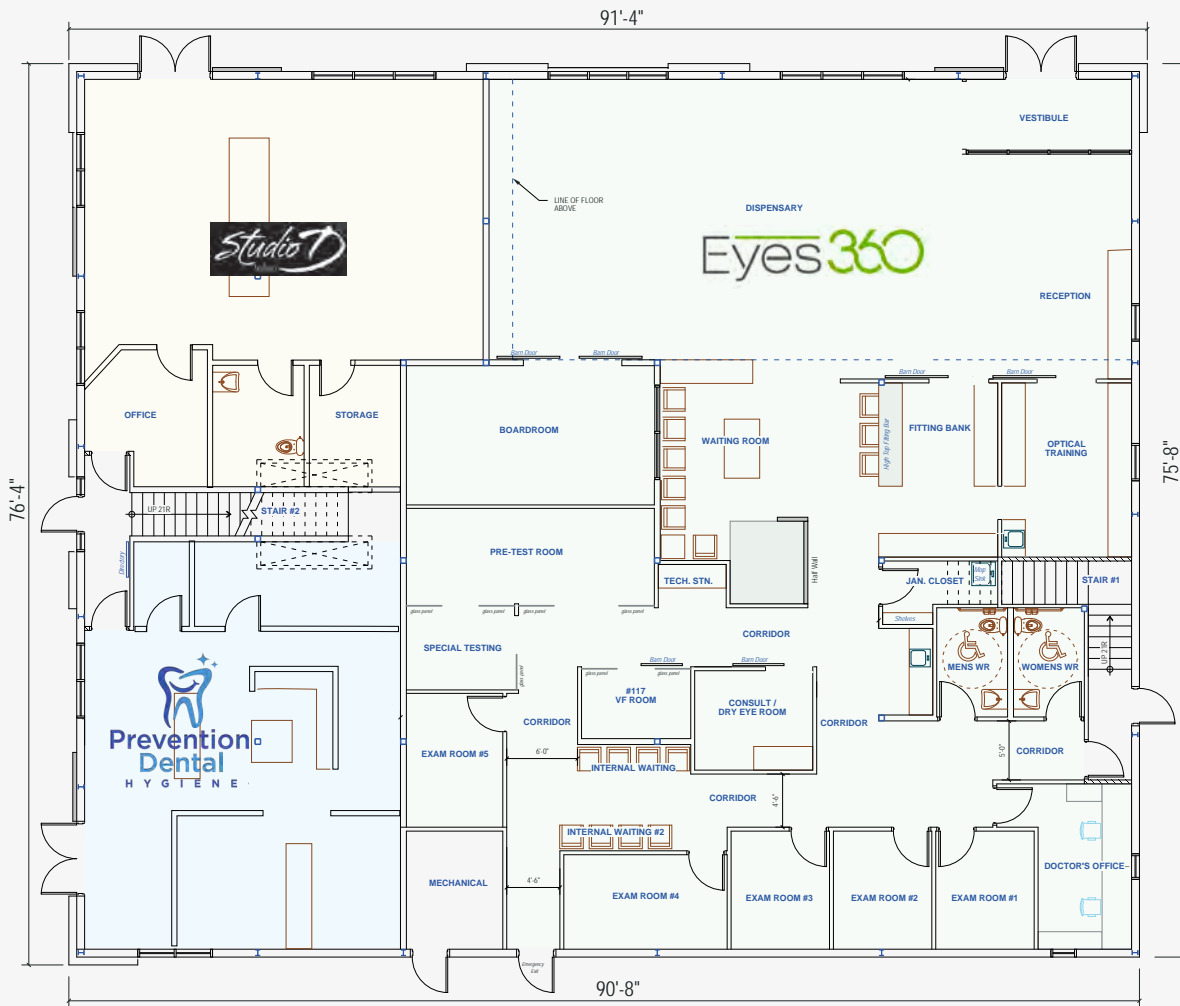 91'-4"
VESTIBULE
LINE OF FLOOR
ABOVE
DISPENSARY
Studio D
Eyes 360
RECEPTION
Barn Door
Barn Door
Barn Door
Barn Door
OFFICE
STORAGE
BOARDROOM
WAITING ROOM
High Top Fitting Bar
FITTING BANK
OPTICAL
TRAINING
76'-4"
75'-8"
UP 21R
STAIR #2
Directory
PRE-TEST ROOM
TECH. STN.
Half Wall
JAN. CLOSET
Mop
Sink
STAIR #1
glass panel
glass panel
glass panel
glass panel
Shelves
CORRIDOR
UP 21R
SPECIAL TESTING
glass panel
Barn Door
Barn Door
glass panel
glass panel
MENS WR
WOMENS WR
#117
VF ROOM
CONSULT /
DRY EYE ROOM
CORRIDOR
CORRIDOR
Prevention
Dental
HYGIENE
EXAM ROOM #5
6'-0"
5'-0"
CORRIDOR
INTERNAL WAITING
CORRIDOR
4'-6"
INTERNAL WAITING #2
DOCTOR'S OFFICE
MECHANICAL
4'-6"
EXAM ROOM #4
EXAM ROOM #3
EXAM ROOM #2
EXAM ROOM #1
Emergency
Exit
90'-8"